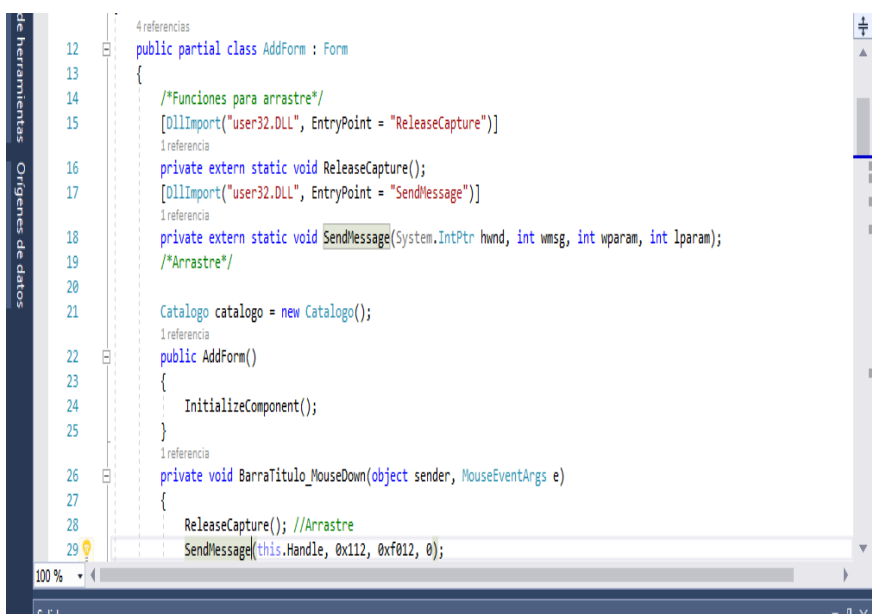 de herramientas
Orígenes de datos
4 referencias
12 public partial class AddForm : Form
13 {
14 /*Funciones para arrastre*/
15 [DllImport("user32.DLL", EntryPoint = "ReleaseCapture")]
1 referencia
16 private extern static void ReleaseCapture();
17 [DllImport("user32.DLL", EntryPoint = "SendMessage")]
1 referencia
18 private extern static void SendMessage(System.IntPtr hwnd, int wmsg, int wparam, int lparam);
19 /*Arrastre*/
20
21 Catalogo catalogo = new Catalogo();
1 referencia
22 public AddForm()
23 {
24 InitializeComponent();
25 }
1 referencia
26 private void BarraTitulo_MouseDown(object sender, MouseEventArgs e)
27 {
28 ReleaseCapture(); //Arrastre
29 SendMessage(this.Handle, 0x112, 0xf012, 0);
100 %